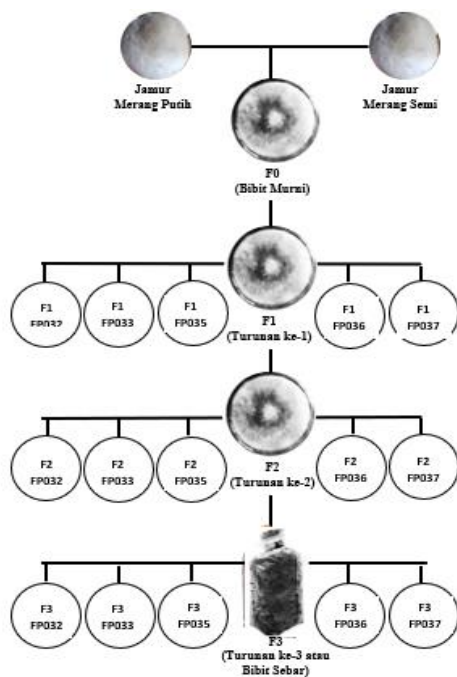 Jamur
Merang Putih
Jamur
Merang Semi
F0
(Bibit Murni)
F1
FP032
F1
FP033
F1
FP035
F1
(Turunan ke-1)
F1
FP036
F1
FP037
F2
FP032
F2
FP033
F2
FP035
F2
(Turunan ke-2)
F2
FP036
F2
FP037
F3
FP032
F3
FP033
F3
FP035
F3
(Turunan ke-3 atau
Bibit Sebar)
F3
FP036
F3
FP037